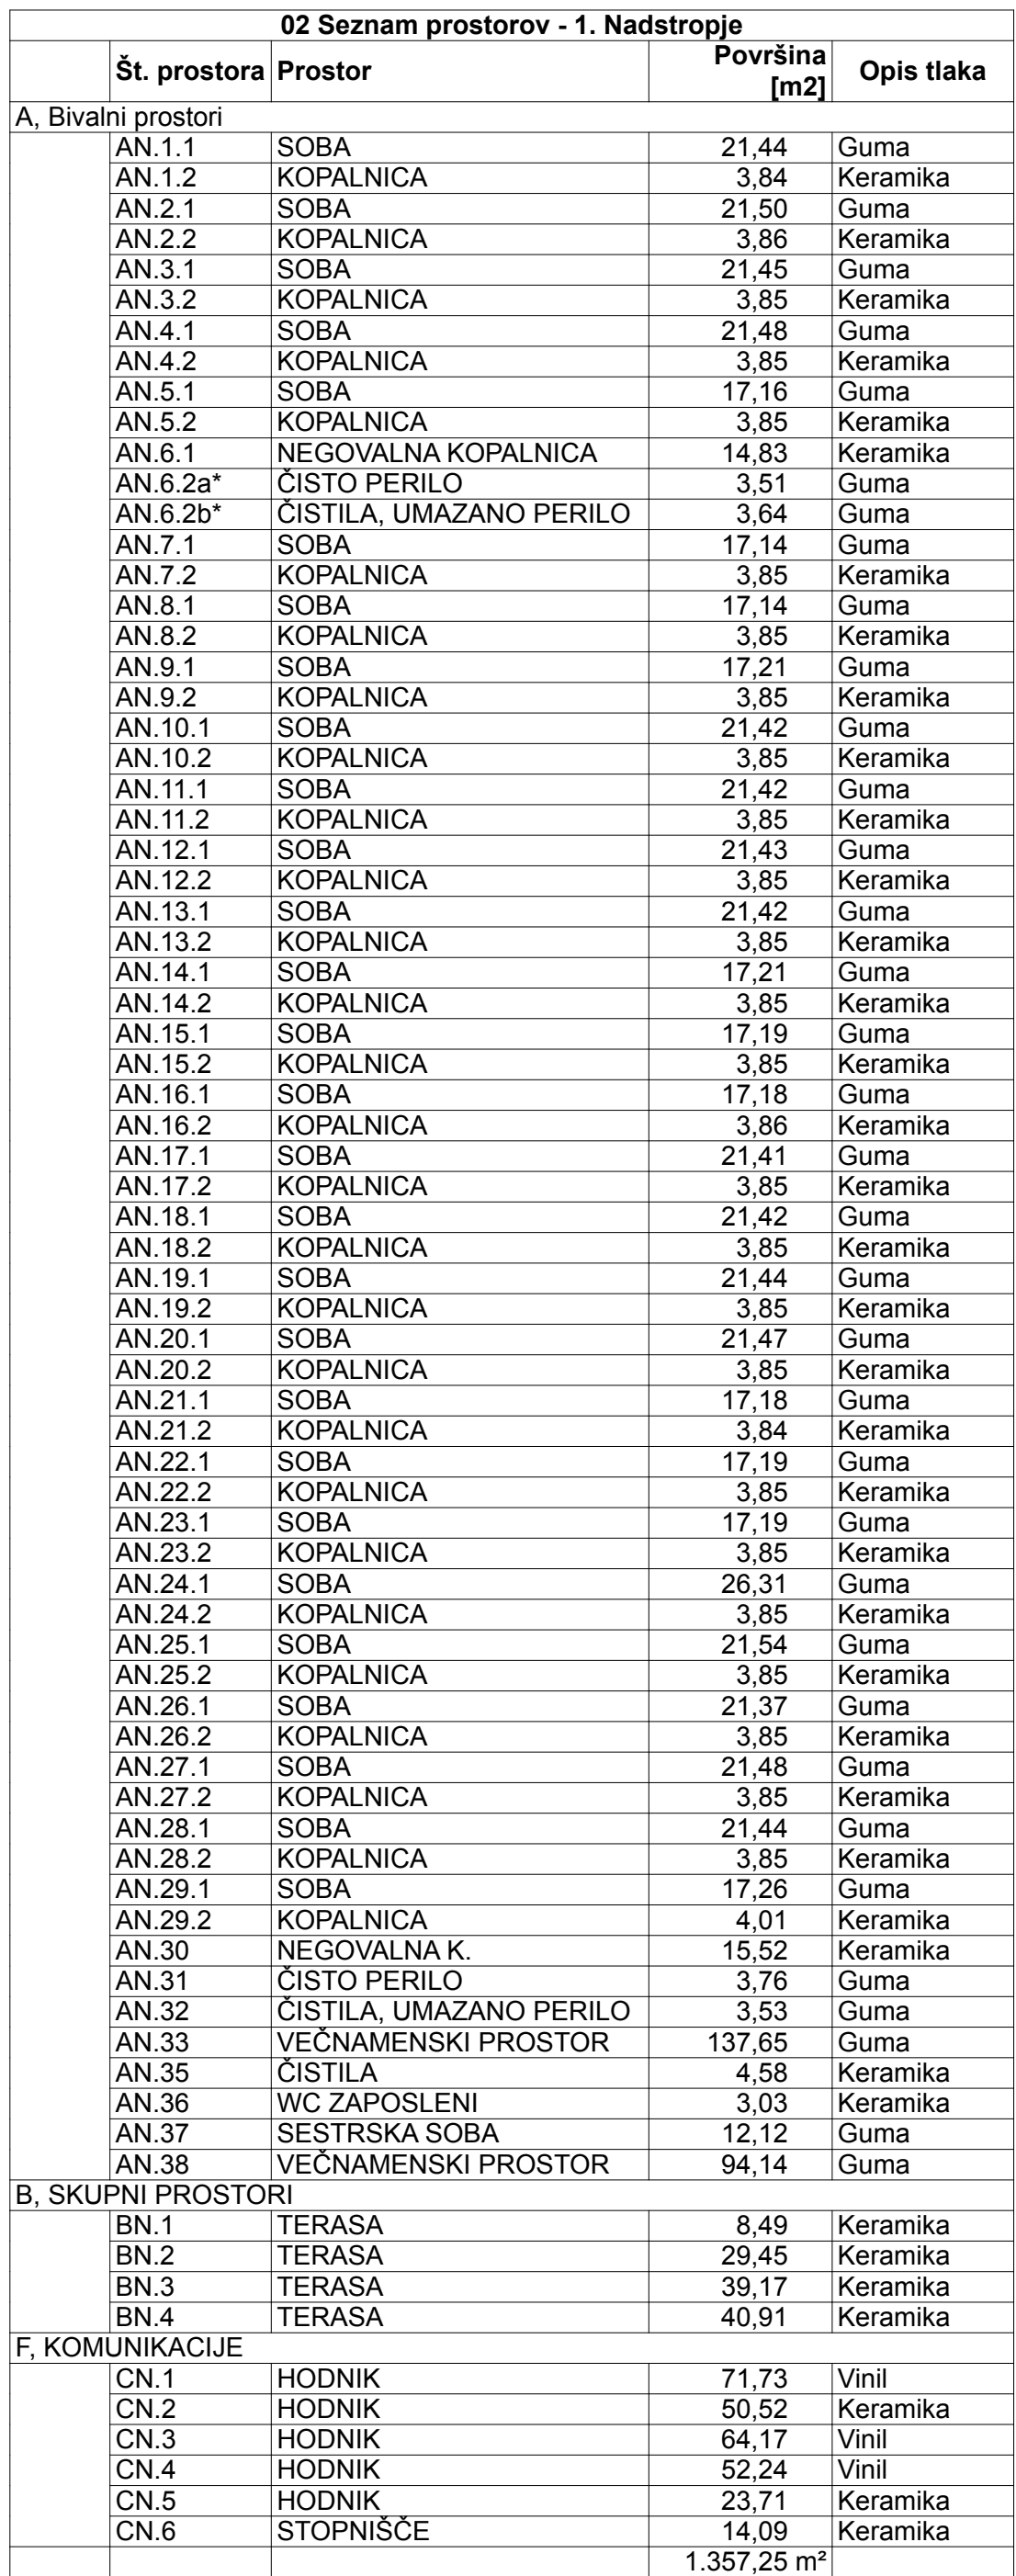 02 Seznam prostorov - 1. Nadstropje
Št. prostora Prostor Površina [m2] Opis tlaka
A, Bivalni prostori
AN.1.1 SOBA 21,44 Guma
AN.1.2 KOPALNICA 3,84 Keramika
AN.2.1 SOBA 21,50 Guma
AN.2.2 KOPALNICA 3,86 Keramika
AN.3.1 SOBA 21,45 Guma
AN.3.2 KOPALNICA 3,85 Keramika
AN.4.1 SOBA 21,48 Guma
AN.4.2 KOPALNICA 3,85 Keramika
AN.5.1 SOBA 17,16 Guma
AN.5.2 KOPALNICA 3,85 Keramika
AN.6.1 NEGOVALNA KOPALNICA 14,83 Keramika
AN.6.2a* ČISTO PERILO 3,51 Guma
AN.6.2b* ČISTILA, UMAZANO PERILO 3,64 Guma
AN.7.1 SOBA 17,14 Guma
AN.7.2 KOPALNICA 3,85 Keramika
AN.8.1 SOBA 17,14 Guma
AN.8.2 KOPALNICA 3,85 Keramika
AN.9.1 SOBA 17,21 Guma
AN.9.2 KOPALNICA 3,85 Keramika
AN.10.1 SOBA 21,42 Guma
AN.10.2 KOPALNICA 3,85 Keramika
AN.11.1 SOBA 21,42 Guma
AN.11.2 KOPALNICA 3,85 Keramika
AN.12.1 SOBA 21,43 Guma
AN.12.2 KOPALNICA 3,85 Keramika
AN.13.1 SOBA 21,42 Guma
AN.13.2 KOPALNICA 3,85 Keramika
AN.14.1 SOBA 17,21 Guma
AN.14.2 KOPALNICA 3,85 Keramika
AN.15.1 SOBA 17,19 Guma
AN.15.2 KOPALNICA 3,85 Keramika
AN.16.1 SOBA 17,18 Guma
AN.16.2 KOPALNICA 3,86 Keramika
AN.17.1 SOBA 21,41 Guma
AN.17.2 KOPALNICA 3,85 Keramika
AN.18.1 SOBA 21,42 Guma
AN.18.2 KOPALNICA 3,85 Keramika
AN.19.1 SOBA 21,44 Guma
AN.19.2 KOPALNICA 3,85 Keramika
AN.20.1 SOBA 21,47 Guma
AN.20.2 KOPALNICA 3,85 Keramika
AN.21.1 SOBA 17,18 Guma
AN.21.2 KOPALNICA 3,84 Keramika
AN.22.1 SOBA 17,19 Guma
AN.22.2 KOPALNICA 3,85 Keramika
AN.23.1 SOBA 17,19 Guma
AN.23.2 KOPALNICA 3,85 Keramika
AN.24.1 SOBA 26,31 Guma
AN.24.2 KOPALNICA 3,85 Keramika
AN.25.1 SOBA 21,54 Guma
AN.25.2 KOPALNICA 3,85 Keramika
AN.26.1 SOBA 21,37 Guma
AN.26.2 KOPALNICA 3,85 Keramika
AN.27.1 SOBA 21,48 Guma
AN.27.2 KOPALNICA 3,85 Keramika
AN.28.1 SOBA 21,44 Guma
AN.28.2 KOPALNICA 3,85 Keramika
AN.29.1 SOBA 17,26 Guma
AN.29.2 KOPALNICA 4,01 Keramika
AN.30 NEGOVALNA K. 15,52 Keramika
AN.31 ČISTO PERILO 3,76 Guma
AN.32 ČISTILA, UMAZANO PERILO 3,53 Guma
AN.33 VEČNAMENSKI PROSTOR 137,65 Guma
AN.35 ČISTILA 4,58 Keramika
AN.36 WC ZAPOSLENI 3,03 Keramika
AN.37 SESTRSKA SOBA 12,12 Guma
AN.38 VEČNAMENSKI PROSTOR 94,14 Guma
B, SKUPNI PROSTORI
BN.1 TERASA 8,49 Keramika
BN.2 TERASA 29,45 Keramika
BN.3 TERASA 39,17 Keramika
BN.4 TERASA 40,91 Keramika
F, KOMUNIKACIJE
CN.1 HODNIK 71,73 Vinil
CN.2 HODNIK 50,52 Keramika
CN.3 HODNIK 64,17 Vinil
CN.4 HODNIK 52,24 Vinil
CN.5 HODNIK 23,71 Keramika
CN.6 STOPNIŠČE 14,09 Keramika
1.357,25 m²